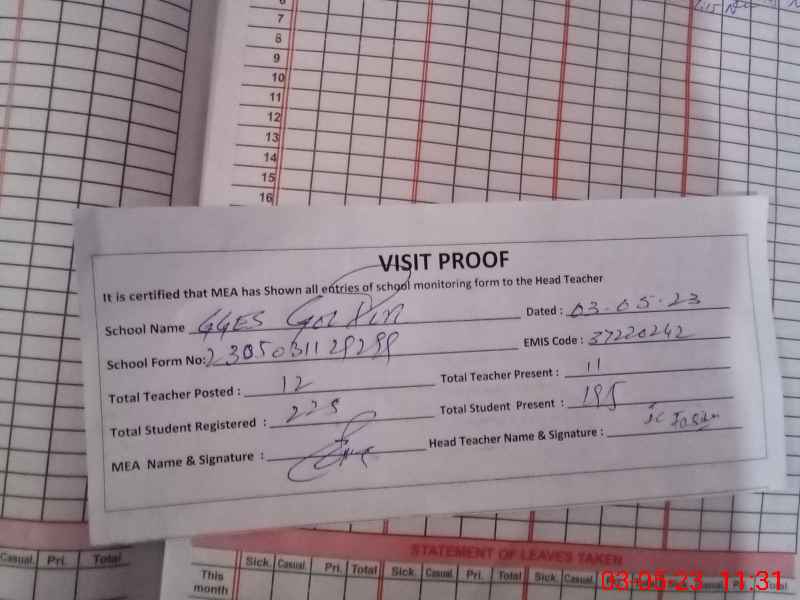 6
7
8
9
10
11
12
13
14
15
16
VISIT PROOF
It is certified that MEA has Shown all entries of school monitoring form to the Head Teacher
School Name GGES
Dated : 03-05-23
School Form No:
EMIS Code : 37220242
Total Teacher Posted : 12
Total Teacher Present : 11
Total Student Registered : 225
Total Student Present : 195
MEA Name & Signature :
Head Teacher Name & Signature :
STATEMENT OF LEAVES TAKEN
Casual. Pri. Total
This month
Sick. Casual. Pri. Total Sick. Casual. Pri. Total Sick. Casual. Pri. Total
03-05-23 11:31